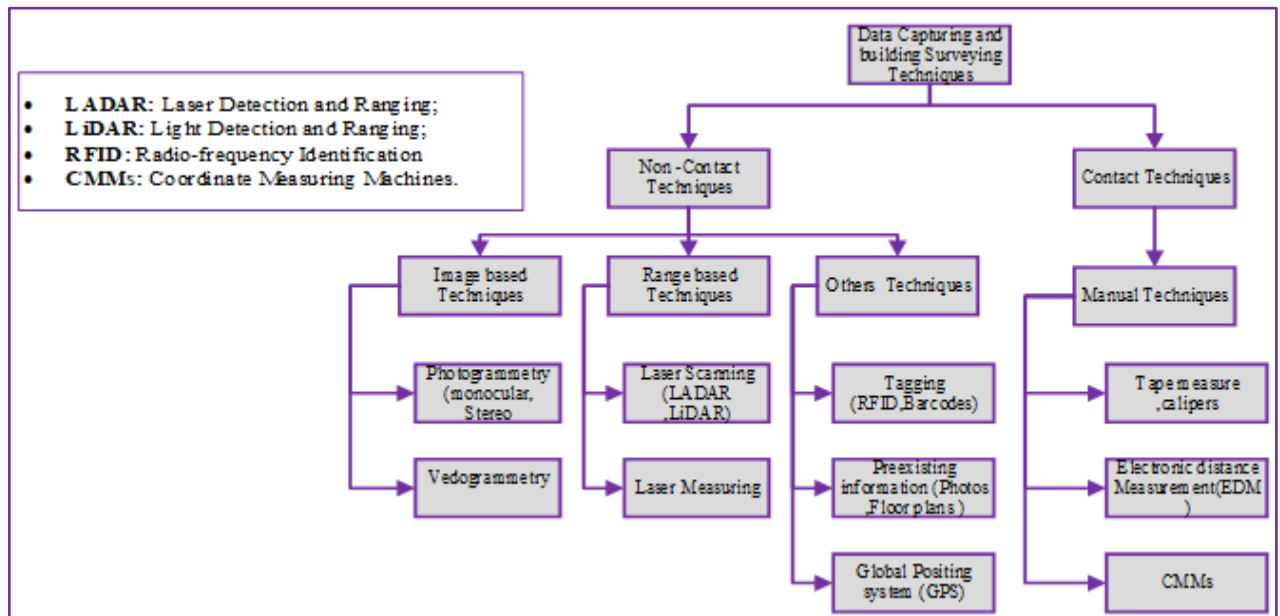 Data Capturing and
building Surveying
Techniques
• LADAR: Laser Detection and Ranging;
• LiDAR: Light Detection and Ranging;
• RFID: Radio-frequency Identification
• CMMs: Coordinate Measuring Machines.
Non-Contact
Techniques
Contact Techniques
Image based
Techniques
Range based
Techniques
Others Techniques
Manual Techniques
Photogrammetry
(monocular,
Stereo
Laser Scanning
(LADAR
,LiDAR)
Tagging
(RFID,Barcodes)
Tape measure
,calipers
Vedogrammetry
Laser Measuring
Preexisting
information (Photos
,Floor plans )
Electronic distance
Measurement(EDM
)
Global Positing
system (GPS)
CMMs